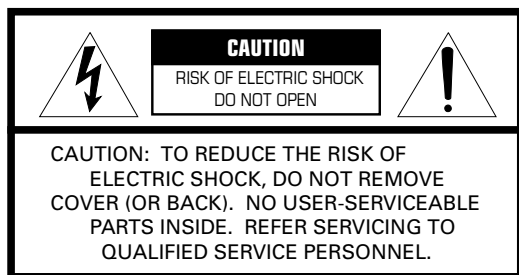 CAUTION
RISK OF ELECTRIC SHOCK
DO NOT OPEN
CAUTION: TO REDUCE THE RISK OF
ELECTRIC SHOCK, DO NOT REMOVE
COVER (OR BACK). NO USER-SERVICEABLE
PARTS INSIDE. REFER SERVICING TO
QUALIFIED SERVICE PERSONNEL.